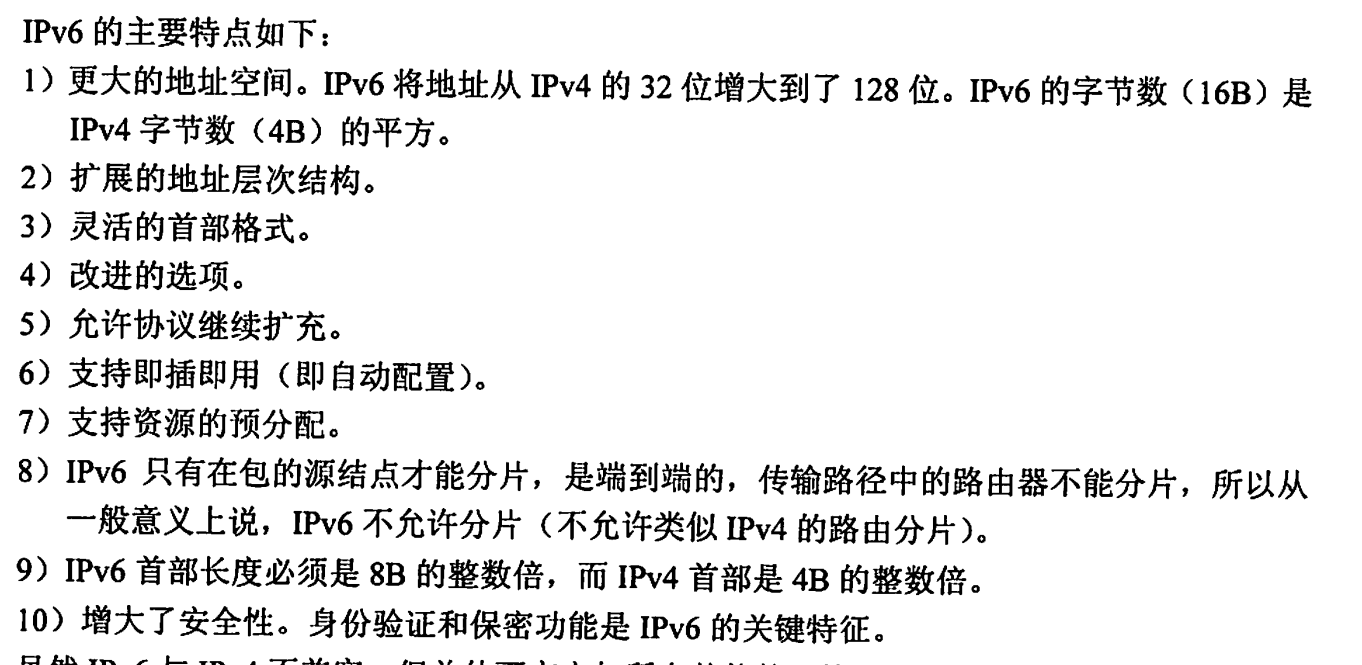 IPv6 的主要特点如下：
1）更大的地址空间。IPv6 将地址从 IPv4 的 32 位增大到了 128 位。IPv6 的字节数（16B）是
IPv4 字节数（4B）的平方。
2）扩展的地址层次结构。
3）灵活的首部格式。
4）改进的选项。
5）允许协议继续扩充。
6）支持即插即用（即自动配置）。
7）支持资源的预分配。
8）IPv6 只有在包的源结点才能分片，是端到端的，传输路径中的路由器不能分片，所以从
一般意义上说，IPv6 不允许分片（不允许类似 IPv4 的路由分片）。
9）IPv6 首部长度必须是 8B 的整数倍，而 IPv4 首部是 4B 的整数倍。
10）增大了安全性。身份验证和保密功能是 IPv6 的关键特征。